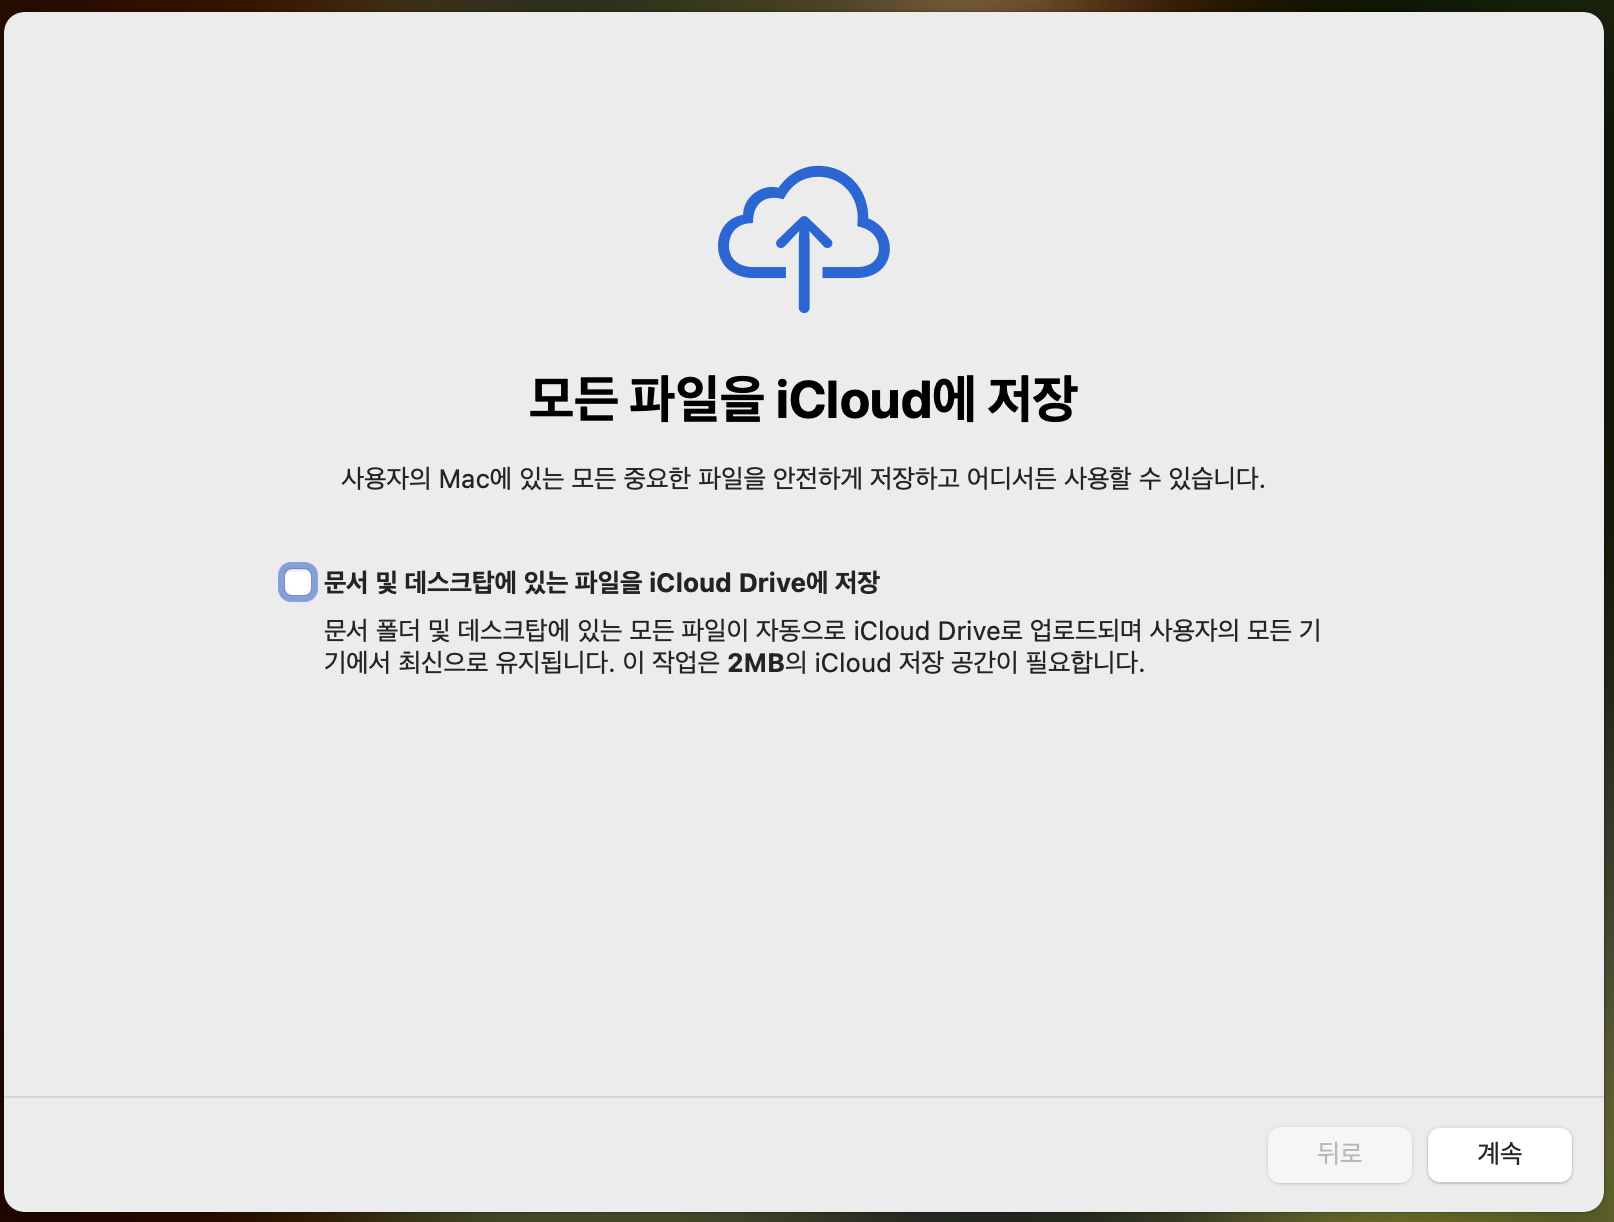 모든 파일을 iCloud에 저장
사용자의 Mac에 있는 모든 중요한 파일을 안전하게 저장하고 어디서든 사용할 수 있습니다.
문서 및 데스크탑에 있는 파일을 iCloud Drive에 저장
문서 폴더 및 데스크탑에 있는 모든 파일이 자동으로 iCloud Drive로 업로드되며 사용자의 모든 기
기에서 최신으로 유지됩니다. 이 작업은 2MB의 iCloud 저장 공간이 필요합니다.
뒤로
계속